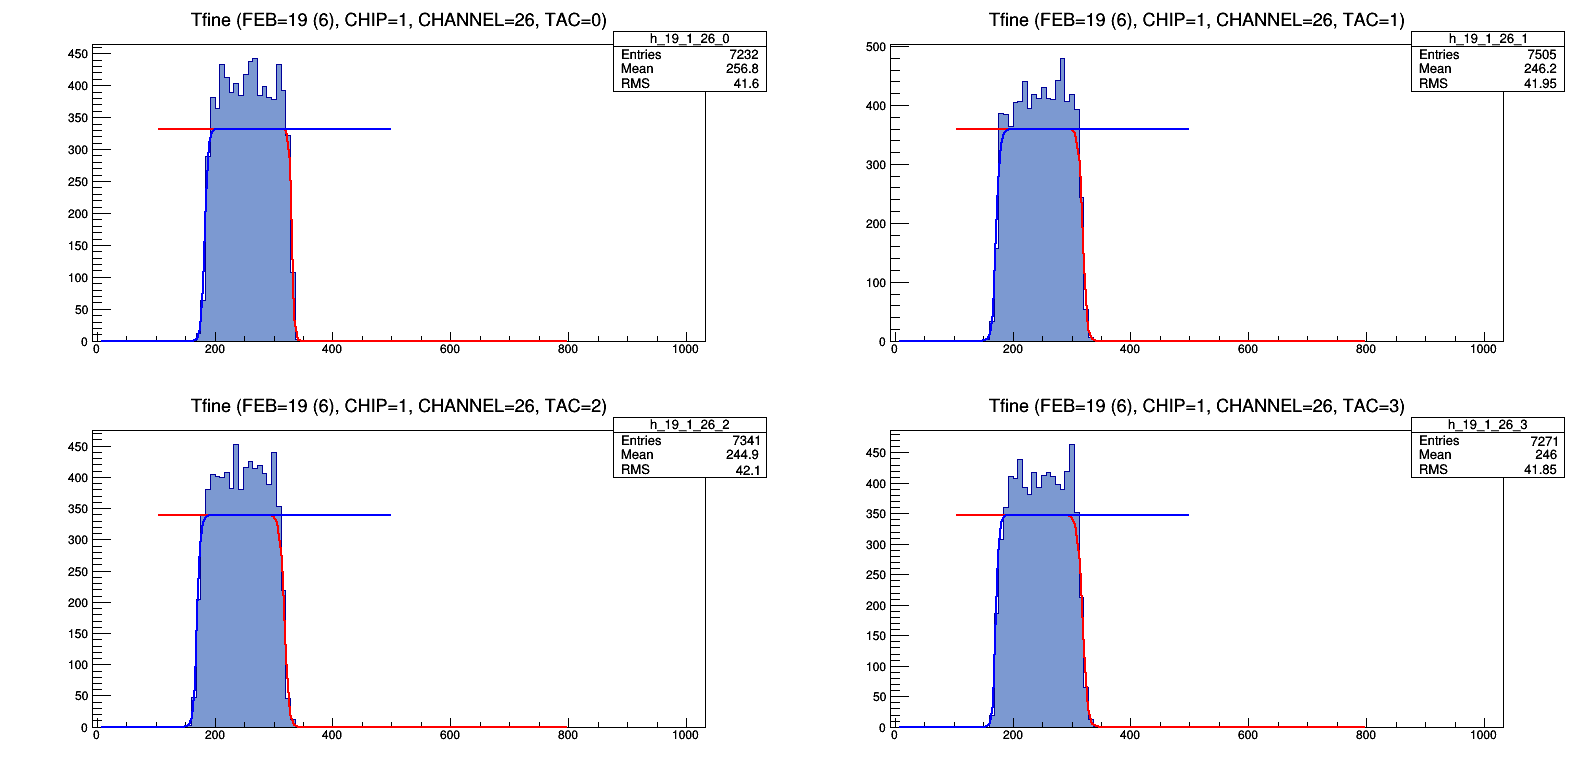 Tfine (FEB=19 (6), CHIP=1, CHANNEL=26, TAC=0)
h_19_1_26_0
Entries 7232
Mean 256.8
RMS 41.6
450
400
350
300
250
200
150
100
50
0
0 200 400 600 800 1000
Tfine (FEB=19 (6), CHIP=1, CHANNEL=26, TAC=1)
h_19_1_26_1
Entries 7505
Mean 246.2
RMS 41.95
500
400
300
200
100
0
0 200 400 600 800 1000
Tfine (FEB=19 (6), CHIP=1, CHANNEL=26, TAC=2)
h_19_1_26_2
Entries 7341
Mean 244.9
RMS 42.1
450
400
350
300
250
200
150
100
50
0
0 200 400 600 800 1000
Tfine (FEB=19 (6), CHIP=1, CHANNEL=26, TAC=3)
h_19_1_26_3
Entries 7271
Mean 246
RMS 41.85
450
400
350
300
250
200
150
100
50
0
0 200 400 600 800 1000